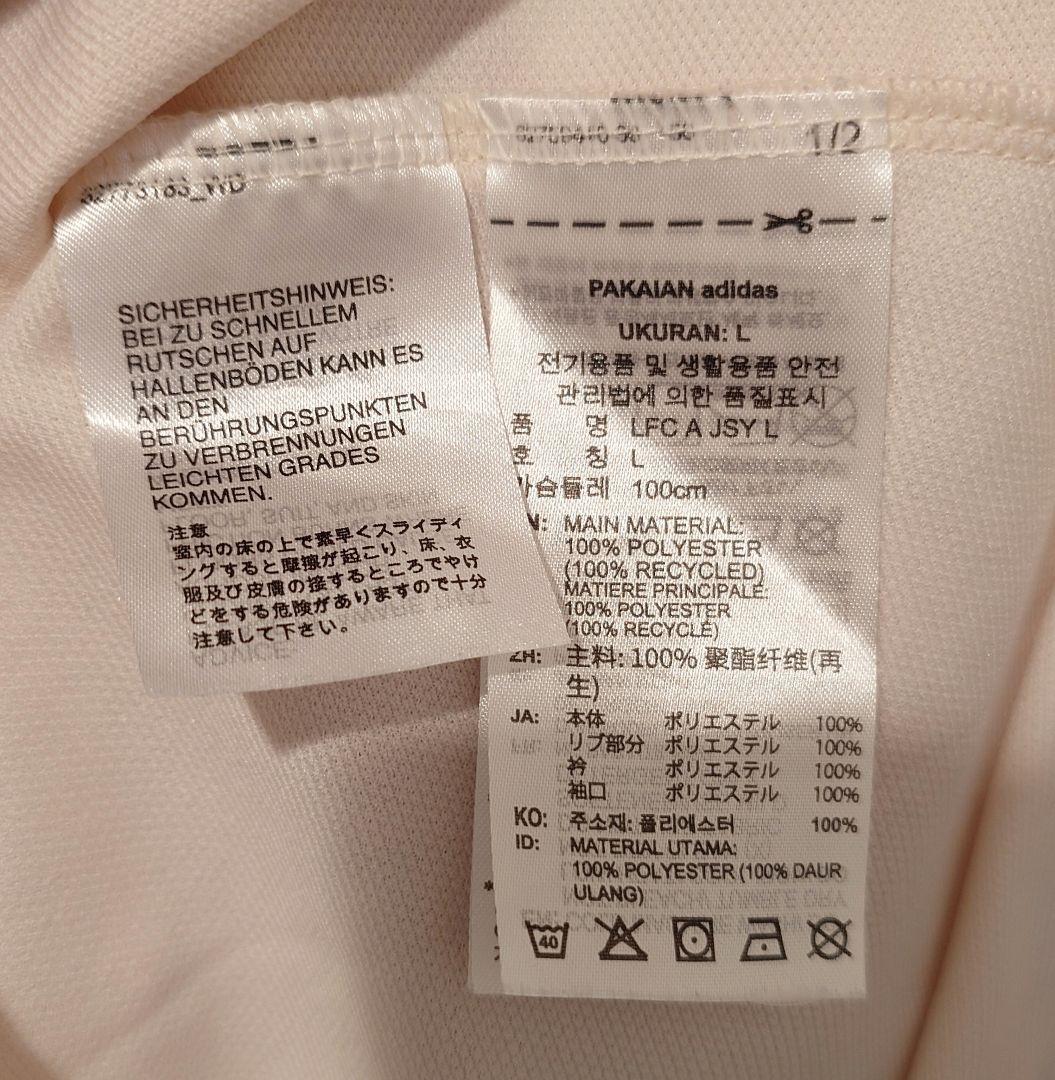 SICHERHEITSHINWEIS:
BEI ZU SCHNELLEM
RUTSCHEN AUF
HALLENBÖDEN KANN ES
AN DEN
BERÜHRUNGSPUNKTEN
ZU VERBRENNUNGEN
LEICHTEN GRADES
KOMMEN.
注意
室内の床の上で素早くスライディ
ングすると摩擦が起こり、床、衣
服及び皮膚の接するところでやけ
どをする危険がありますので十分
注意して下さい。
1/2
PAKAIAN adidas
UKURAN: L
전기용품 및 생활용품 안전
관리법에 의한 품질표시
품 명 LFC A JSY L
호 칭 L
가슴둘레 100cm
MAIN MATERIAL:
100% POLYESTER
(100% RECYCLED)
MATIERE PRINCIPALE:
100% POLYESTER
(100% RECYCLÉ)
ZH: 主料: 100% 聚酯纤维(再
生)
JA: 本体 ポリエステル 100%
リブ部分 ポリエステル 100%
衿 ポリエステル 100%
袖口 ポリエステル 100%
KO: 주소재: 폴리에스터 100%
ID: MATERIAL UTAMA:
100% POLYESTER (100% DAUR
ULANG)
40